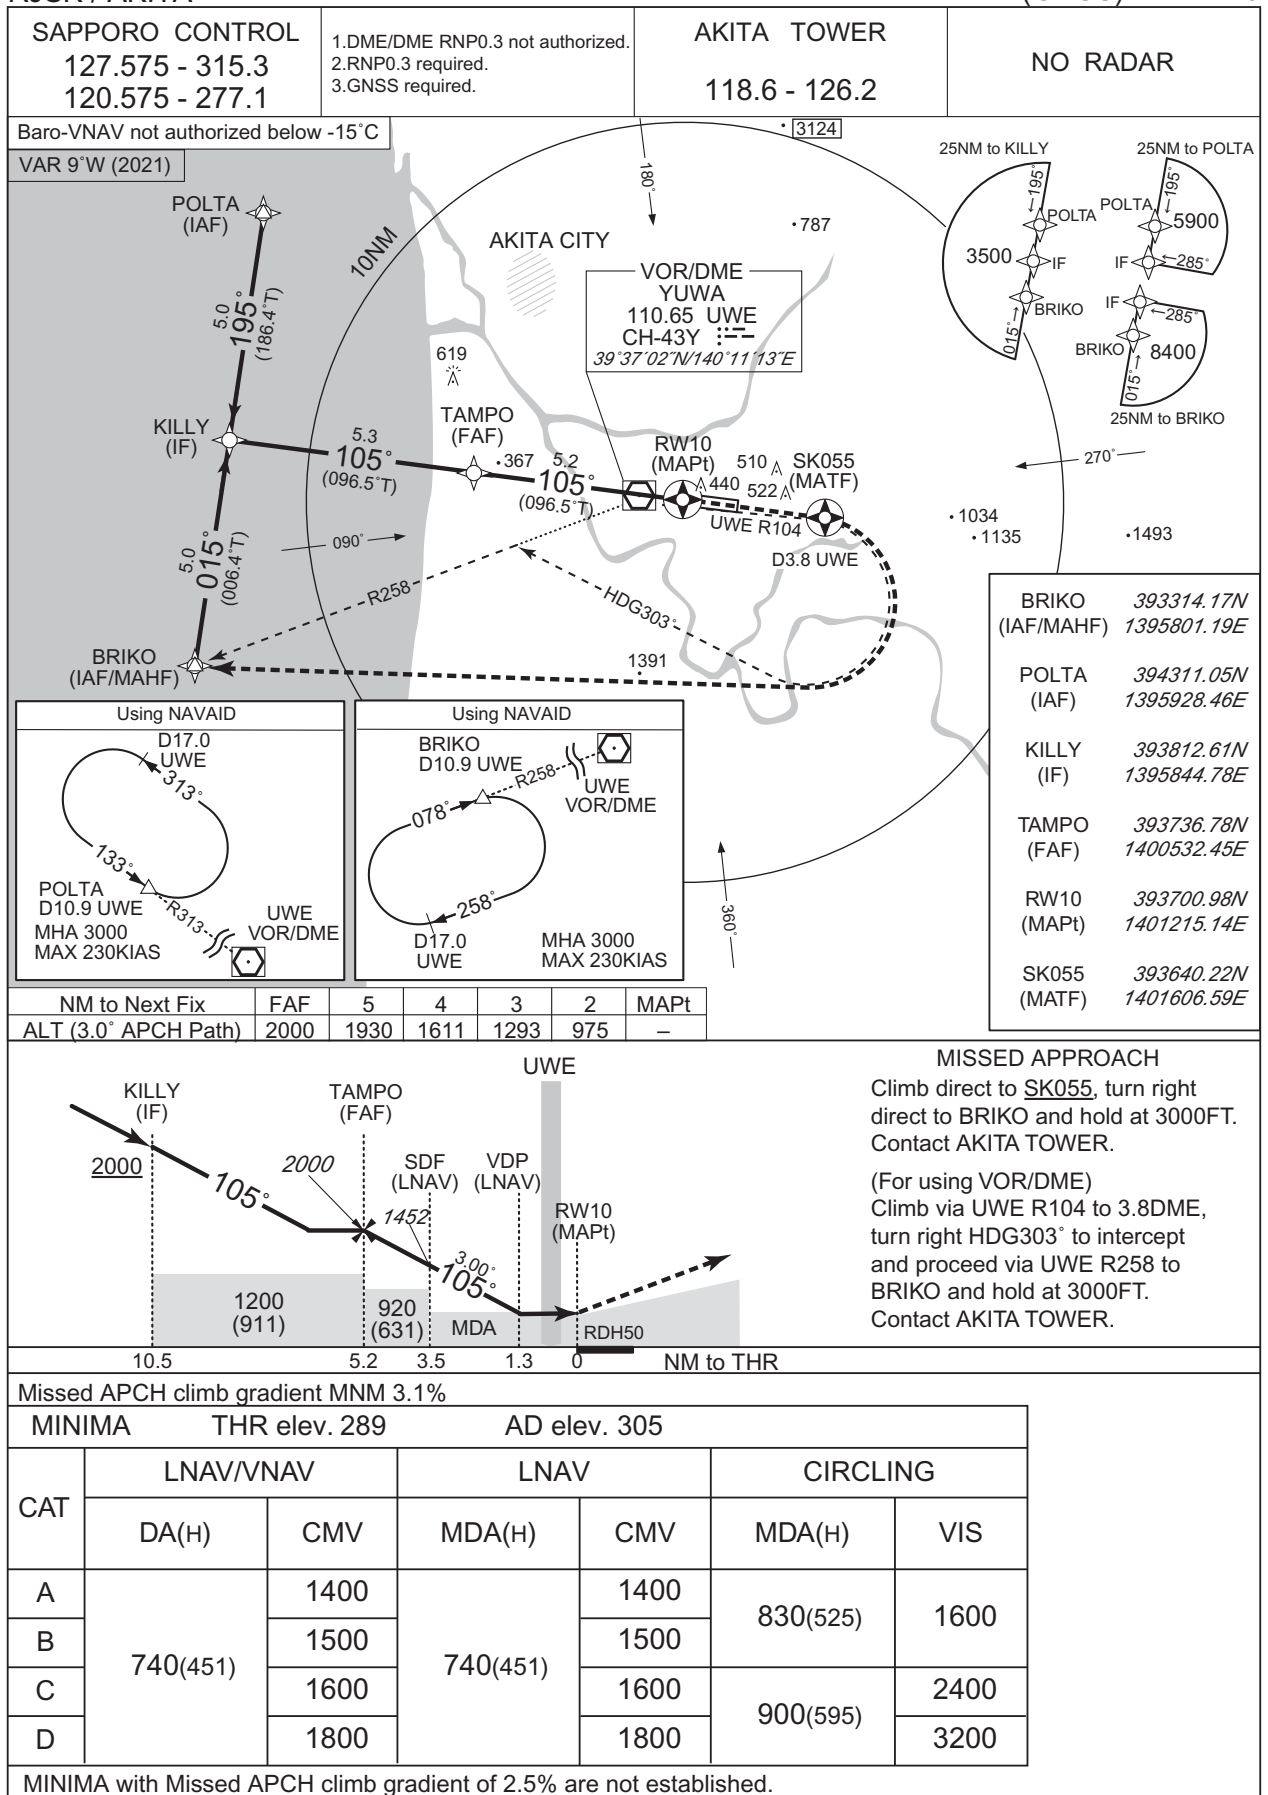 SAPPORO CONTROL
127.575 - 315.3
120.575 - 277.1
1.DME/DME RNP0.3 not authorized.
2.RNP0.3 required.
3.GNSS required.
AKITA TOWER
118.6 - 126.2
NO RADAR
Baro-VNAV not authorized below -15°C
VAR 9°W (2021)
3124
180°
787
10NM
AKITA CITY
POLTA
(IAF)
5.0
195°
(186.4°T)
VOR/DME
YUWA
110.65 UWE
CH-43Y
39°37′02″N/140°11′13″E
25NM to KILLY
195°
POLTA
3500
IF
BRIKO
015°
25NM to POLTA
195°
POLTA
5900
IF
285°
IF
285°
BRIKO
8400
015°
25NM to BRIKO
619
KILLY
(IF)
5.3
105°
(096.5°T)
TAMPO
(FAF)
367
5.2
105°
(096.5°T)
RW10
(MAPt)
440
510
522
SK055
(MATF)
UWE R104
D3.8 UWE
270°
1034
1135
1493
090°
5.0
015°
(006.4°T)
R258
HDG303°
BRIKO
(IAF/MAHF)
1391
360°
BRIKO 393314.17N
(IAF/MAHF) 1395801.19E
POLTA 394311.05N
(IAF) 1395928.46E
KILLY 393812.61N
(IF) 1395844.78E
TAMPO 393736.78N
(FAF) 1400532.45E
RW10 393700.98N
(MAPt) 1401215.14E
SK055 393640.22N
(MATF) 1401606.59E
Using NAVAID
D17.0
UWE
313°
133°
POLTA
D10.9 UWE
MHA 3000
MAX 230KIAS
R313
UWE
VOR/DME
Using NAVAID
BRIKO
D10.9 UWE
R258
UWE
VOR/DME
078°
258°
D17.0
UWE
MHA 3000
MAX 230KIAS
NM to Next Fix FAF 5 4 3 2 MAPt
ALT (3.0° APCH Path) 2000 1930 1611 1293 975 –
UWE
KILLY
(IF)
TAMPO
(FAF)
2000
2000
105°
SDF
(LNAV)
VDP
(LNAV)
1452
3.00°
105°
RW10
(MAPt)
1200
(911)
920
(631)
MDA
RDH50
10.5 5.2 3.5 1.3 0 NM to THR
MISSED APPROACH
Climb direct to SK055, turn right
direct to BRIKO and hold at 3000FT.
Contact AKITA TOWER.
(For using VOR/DME)
Climb via UWE R104 to 3.8DME,
turn right HDG303° to intercept
and proceed via UWE R258 to
BRIKO and hold at 3000FT.
Contact AKITA TOWER.
Missed APCH climb gradient MNM 3.1%
MINIMA THR elev. 289 AD elev. 305
CAT LNAV/VNAV LNAV CIRCLING
DA(H) CMV MDA(H) CMV MDA(H) VIS
A 740(451) 1400 740(451) 1400 830(525) 1600
B 1500 1500
C 1600 1600 900(595) 2400
D 1800 1800 3200
MINIMA with Missed APCH climb gradient of 2.5% are not established.